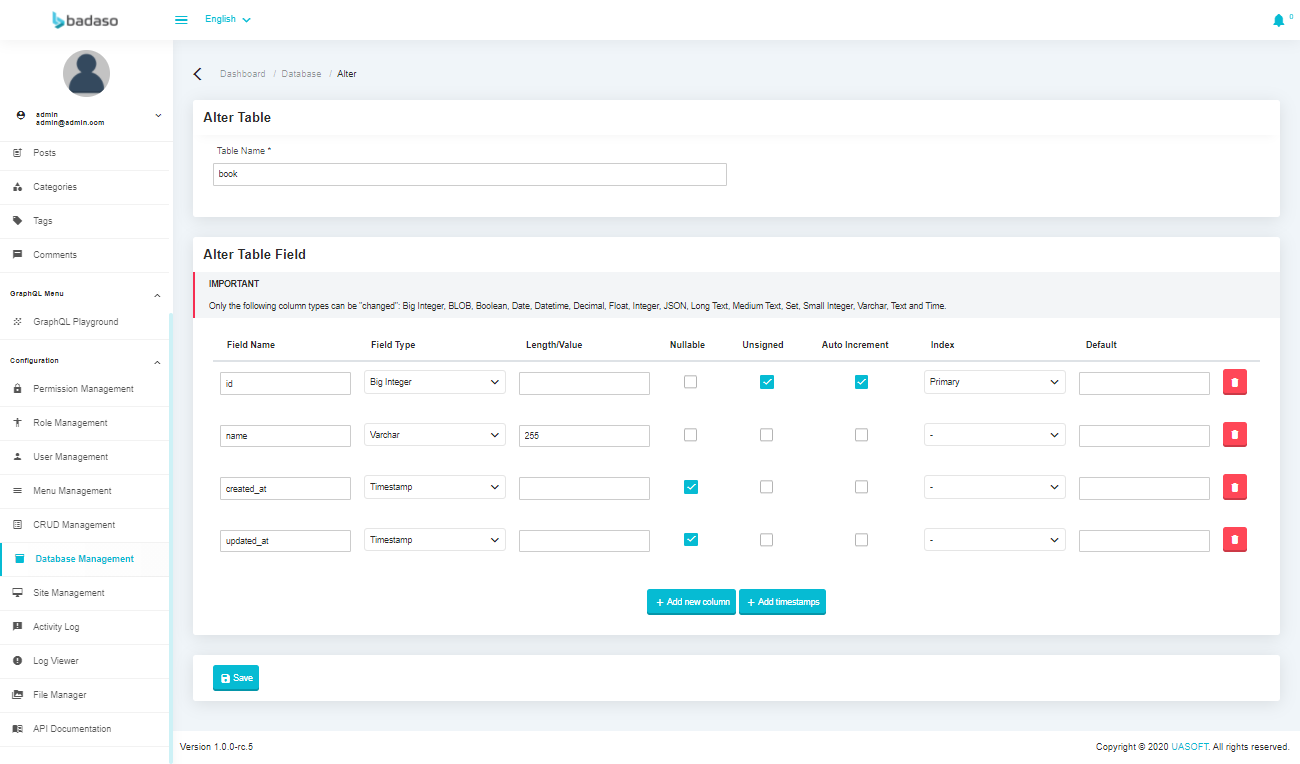 badaso
English
0
admin
admin@admin.com
Posts
Categories
Tags
Comments
GraphQL Menu
GraphQL Playground
Configuration
Permission Management
Role Management
User Management
Menu Management
CRUD Management
Database Management
Site Management
Activity Log
Log Viewer
File Manager
API Documentation
Dashboard / Database / Alter
Alter Table
Table Name *
book
Alter Table Field
IMPORTANT
Only the following column types can be "changed": Big Integer, BLOB, Boolean, Date, Datetime, Decimal, Float, Integer, JSON, Long Text, Medium Text, Set, Small Integer, Varchar, Text and Time.
Field Name Field Type Length/Value Nullable Unsigned Auto Increment Index Default
id Big Integer Primary
name Varchar 255 -
created_at Timestamp -
updated_at Timestamp -
+ Add new column + Add timestamps
Save
Version 1.0.0-rc.5
Copyright © 2020 UASOFT. All rights reserved.